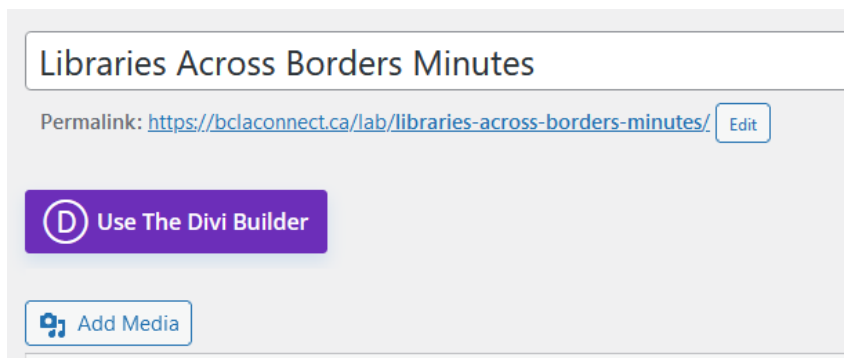 Libraries Across Borders Minutes
Permalink: https://bclaconnect.ca/lab/libraries-across-borders-minutes/ Edit
D Use The Divi Builder
Add Media